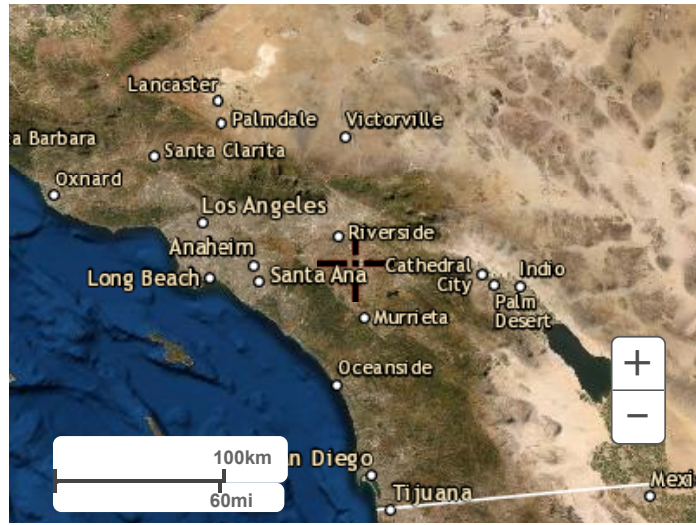 Lancaster
Palmdale
Victorville
a Barbara
Santa Clarita
Oxnard
Los Angeles
Riverside
Anaheim
Cathedral
City
Indio
Long Beach
Santa Ana
Palm
Desert
Murrieta
Oceanside
+
−
100km
n Diego
60mi
Tijuana
Mexi